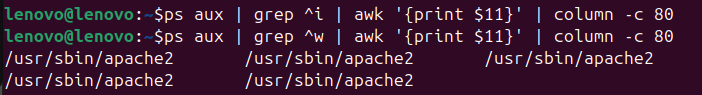 lenovo@lenovo:~$ps aux | grep ^i | awk '{print $11}' | column -c 80
lenovo@lenovo:~$ps aux | grep ^w | awk '{print $11}' | column -c 80
/usr/sbin/apache2 /usr/sbin/apache2 /usr/sbin/apache2
/usr/sbin/apache2 /usr/sbin/apache2